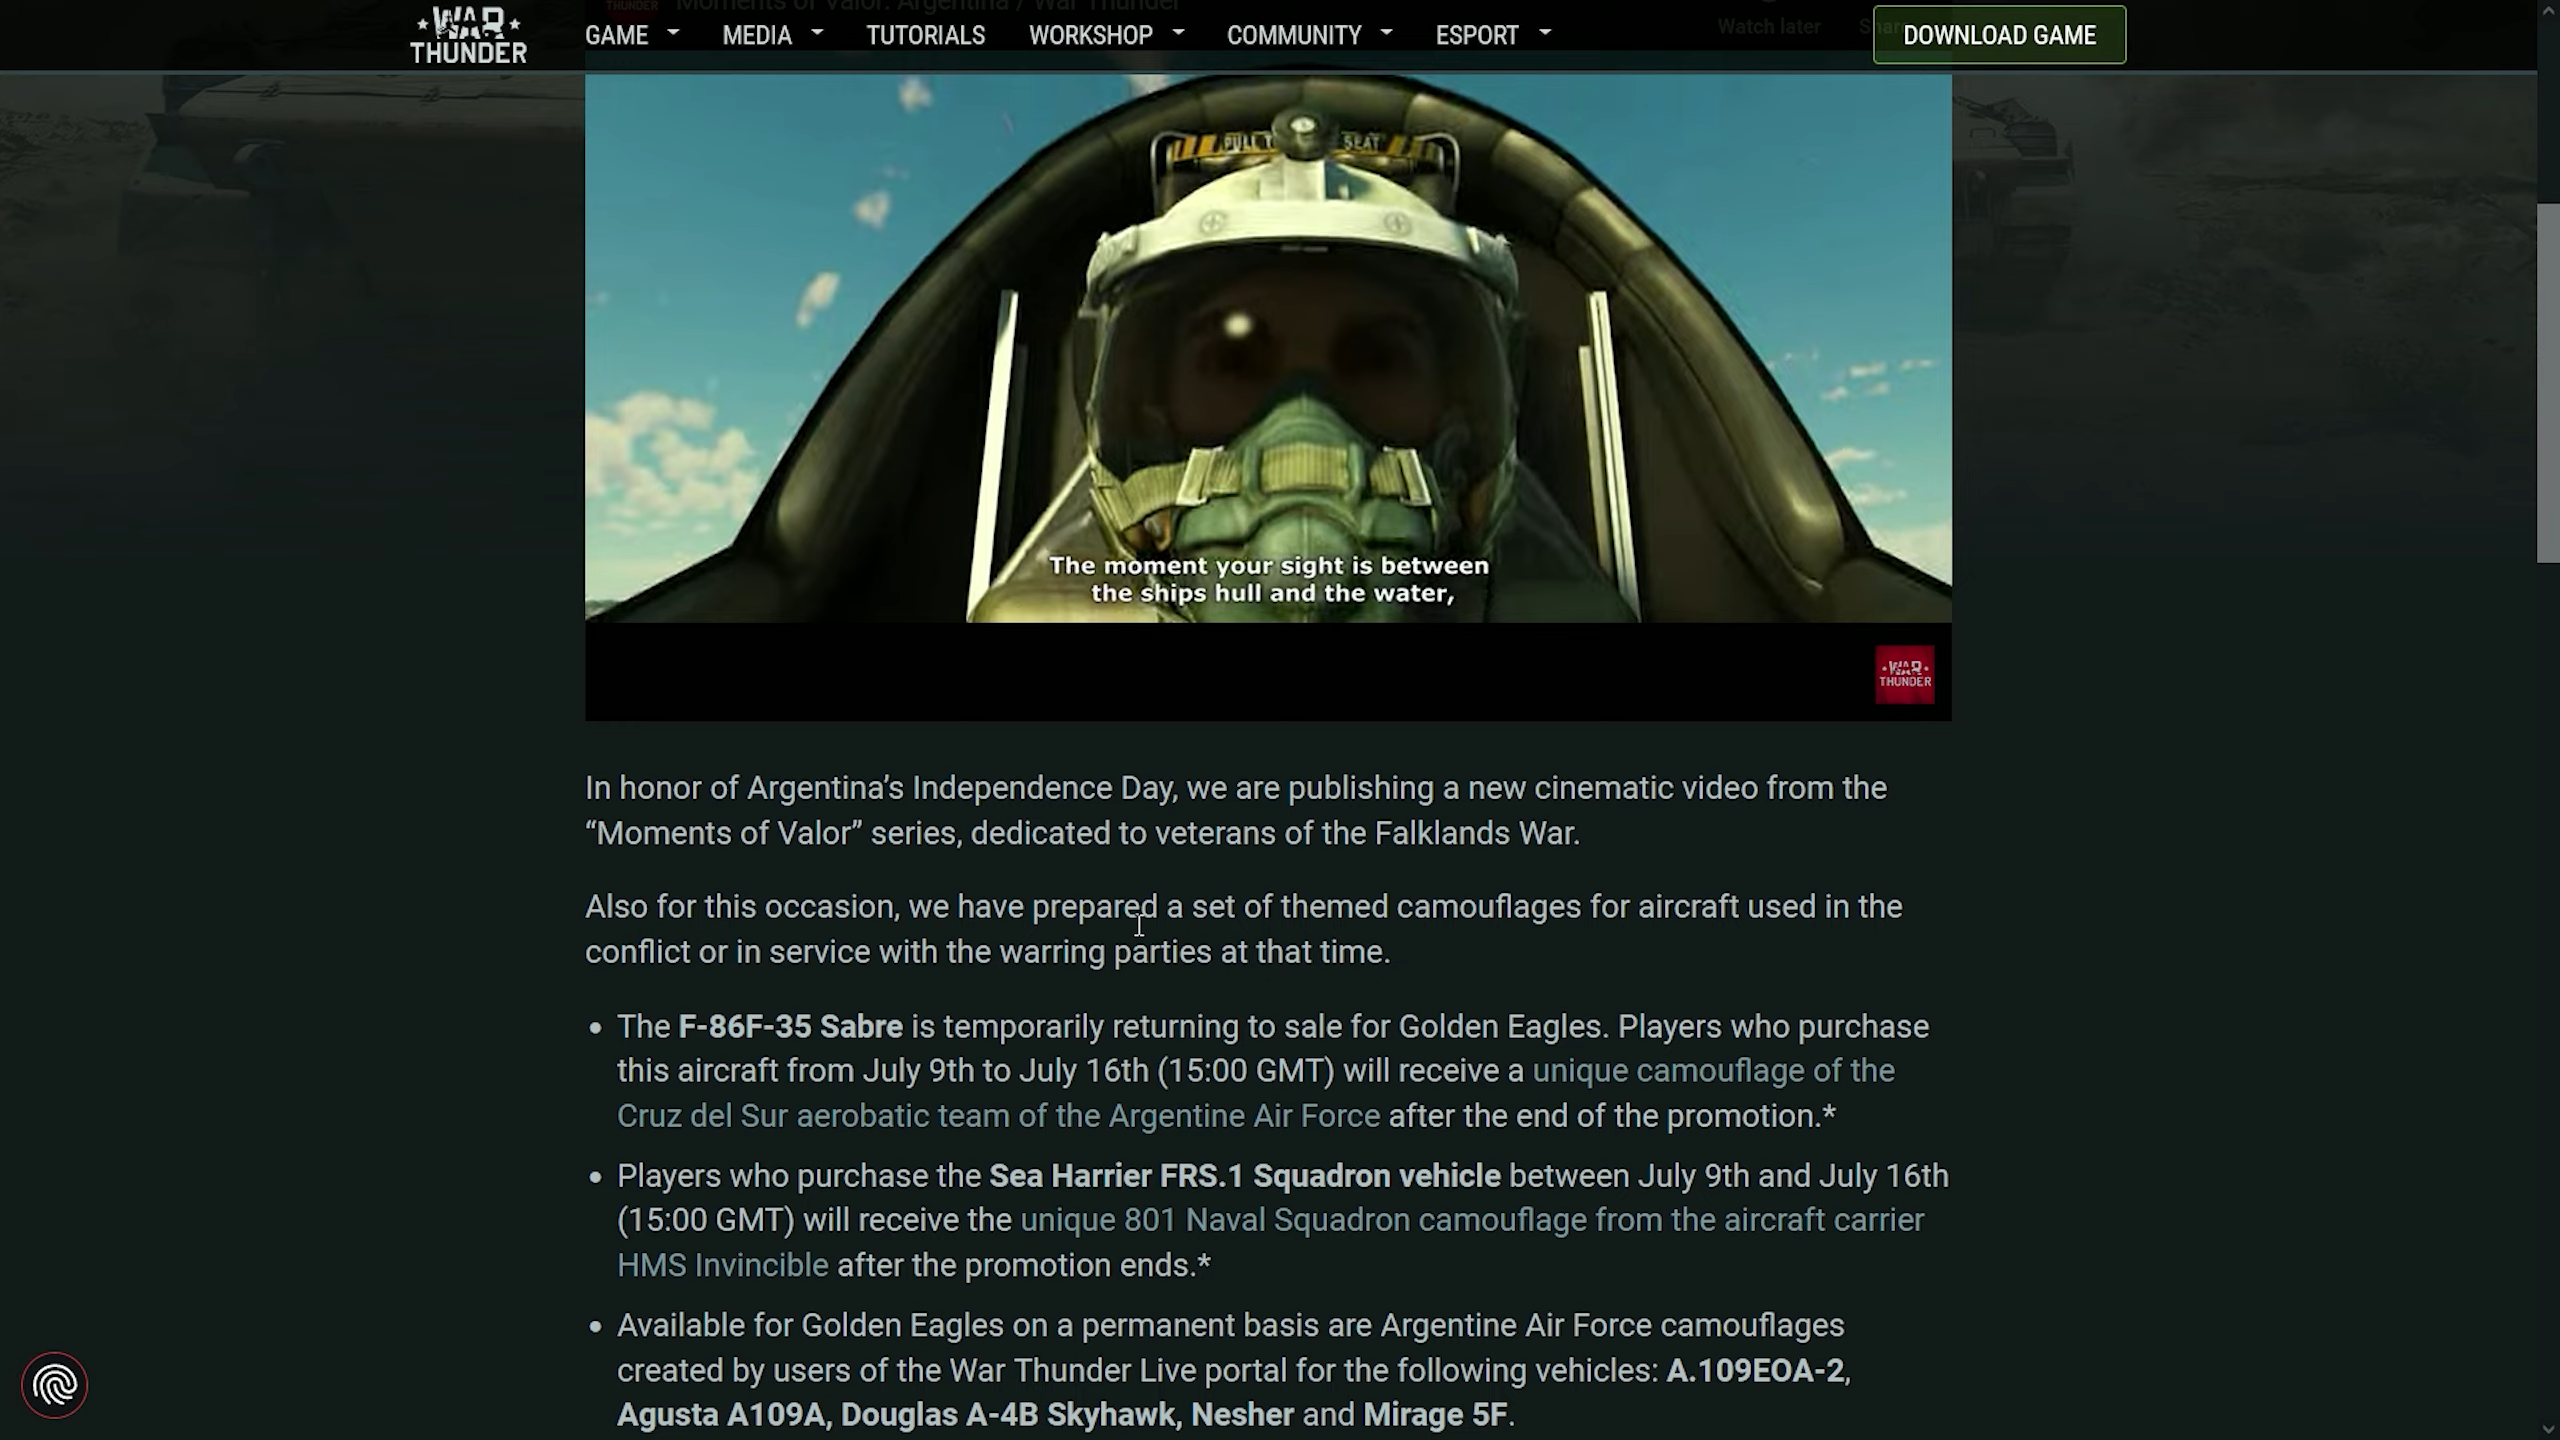 Moments of Valor: Argentina / War Thunder
WAR
THUNDER
GAME
MEDIA
TUTORIALS
WORKSHOP
COMMUNITY
ESPORT
Watch later
Share
DOWNLOAD GAME
PULL
SEAT
The moment your sight is between
the ships hull and the water,
WAR
THUNDER
In honor of Argentina’s Independence Day, we are publishing a new cinematic video from the
“Moments of Valor” series, dedicated to veterans of the Falklands War.
Also for this occasion, we have prepared a set of themed camouflages for aircraft used in the
conflict or in service with the warring parties at that time.
• The F-86F-35 Sabre is temporarily returning to sale for Golden Eagles. Players who purchase
this aircraft from July 9th to July 16th (15:00 GMT) will receive a unique camouflage of the
Cruz del Sur aerobatic team of the Argentine Air Force after the end of the promotion.*
• Players who purchase the Sea Harrier FRS.1 Squadron vehicle between July 9th and July 16th
(15:00 GMT) will receive the unique 801 Naval Squadron camouflage from the aircraft carrier
HMS Invincible after the promotion ends.*
• Available for Golden Eagles on a permanent basis are Argentine Air Force camouflages
created by users of the War Thunder Live portal for the following vehicles: A.109EOA-2,
Agusta A109A, Douglas A-4B Skyhawk, Nesher and Mirage 5F.